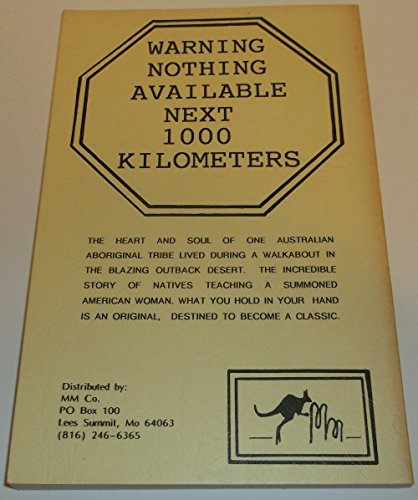 WARNING
NOTHING
AVAILABLE
NEXT
1000
KILOMETERS
THE HEART AND SOUL OF ONE AUSTRALIAN
ABORIGINAL TRIBE LIVED DURING A WALKABOUT IN
THE BLAZING OUTBACK DESERT. THE INCREDIBLE
STORY OF NATIVES TEACHING A SUMMONED
AMERICAN WOMAN. WHAT YOU HOLD IN YOUR HAND
IS AN ORIGINAL, DESTINED TO BECOME A CLASSIC.
Distributed by:
MM Co.
PO Box 100
Lees Summit, Mo 64063
(816) 246-6365
Mm